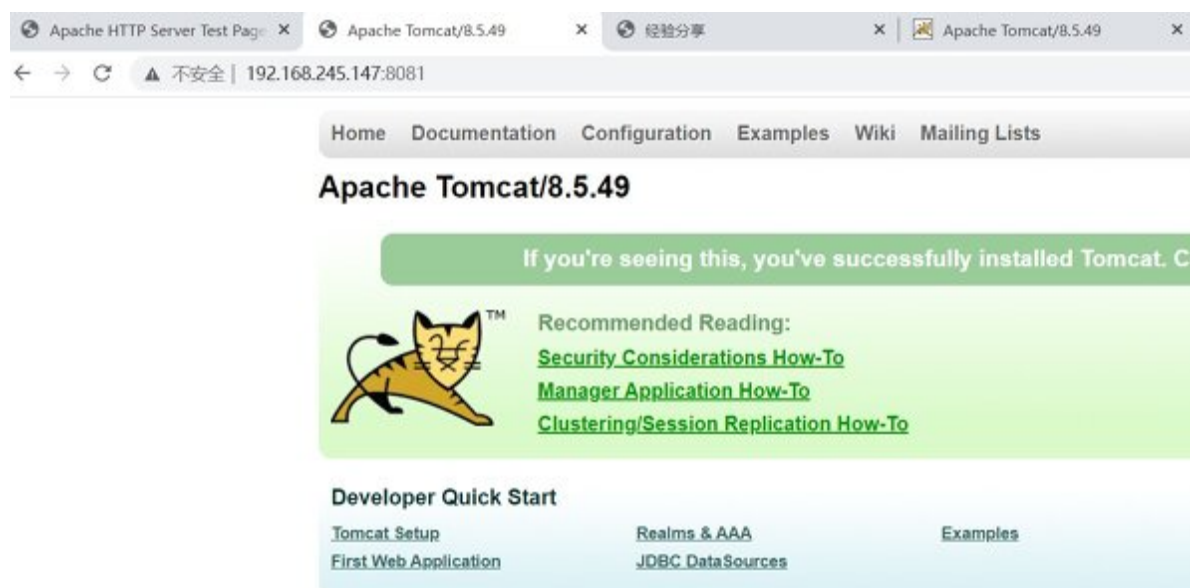 Apache HTTP Server Test Page
Apache Tomcat/8.5.49
经验分享
Apache Tomcat/8.5.49
不安全 | 192.168.245.147:8081
Home Documentation Configuration Examples Wiki Mailing Lists
Apache Tomcat/8.5.49
If you're seeing this, you've successfully installed Tomcat. C
TM
Recommended Reading:
Security Considerations How-To
Manager Application How-To
Clustering/Session Replication How-To
Developer Quick Start
Tomcat Setup Realms & AAA Examples
First Web Application JDBC DataSources